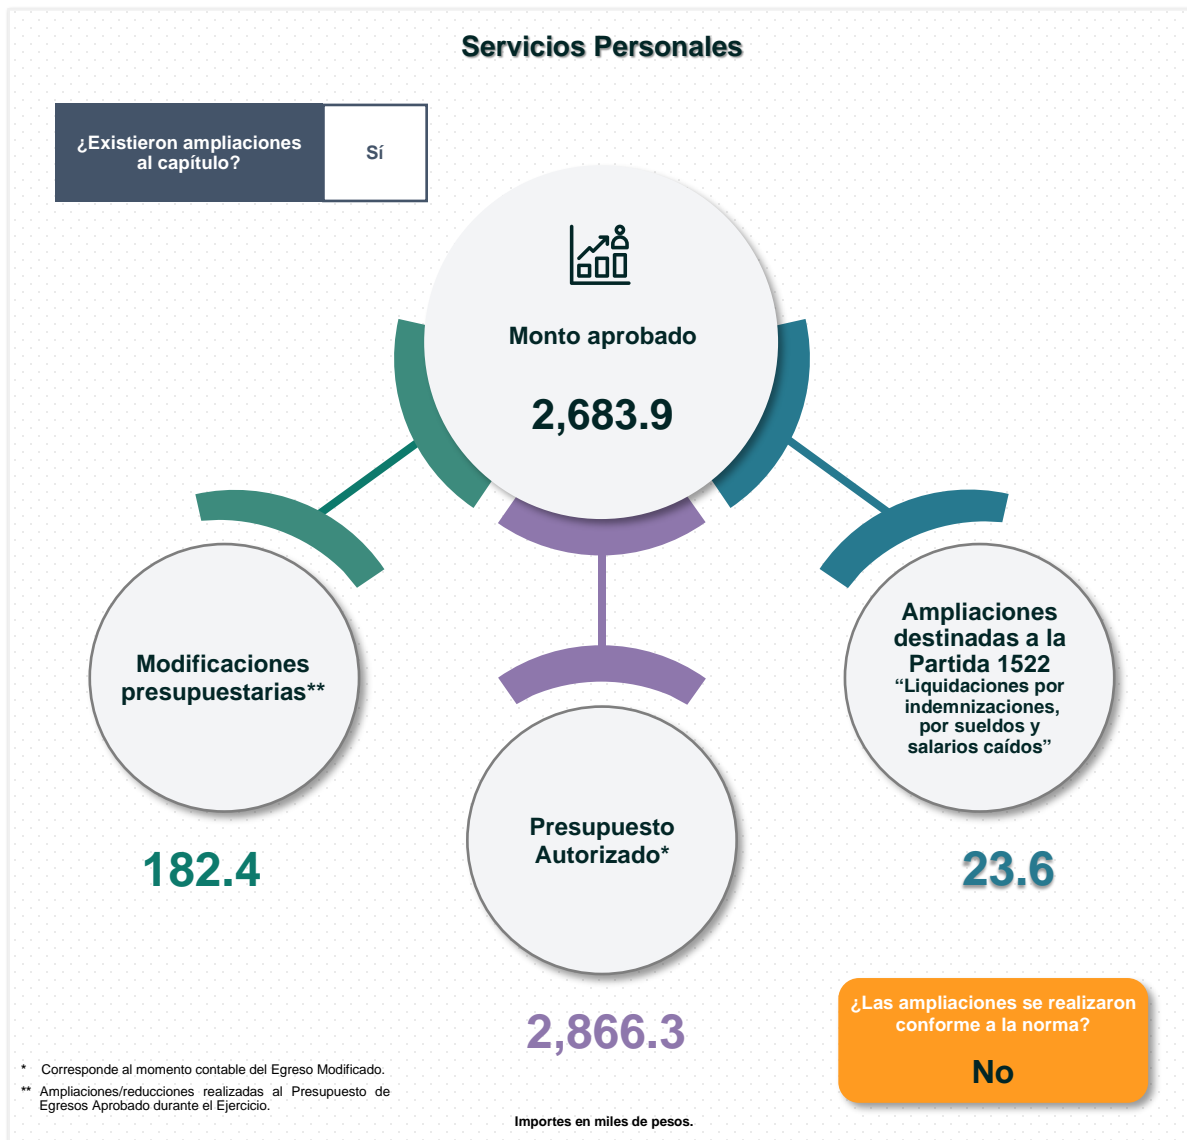 Servicios Personales
¿Existieron ampliaciones
al capítulo?
Sí
Monto aprobado
2,683.9
Modificaciones
presupuestarias**
182.4
Presupuesto
Autorizado*
2,866.3
Ampliaciones
destinadas a la
Partida 1522
“Liquidaciones por
indemnizaciones,
por sueldos y
salarios caídos”
23.6
¿Las ampliaciones se realizaron
conforme a la norma?
No
* Corresponde al momento contable del Egreso Modificado.
** Ampliaciones/reducciones realizadas al Presupuesto de
Egresos Aprobado durante el Ejercicio.
Importes en miles de pesos.